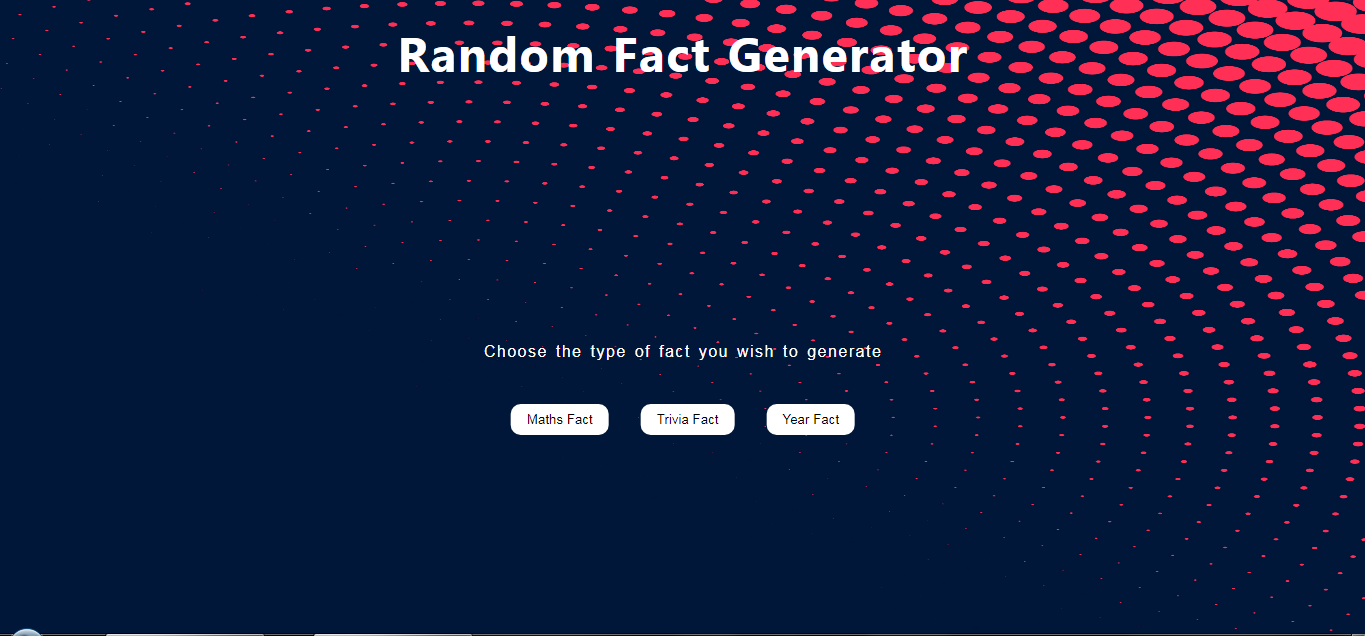 Random Fact Generator
Choose the type of fact you wish to generate
Maths Fact
Trivia Fact
Year Fact